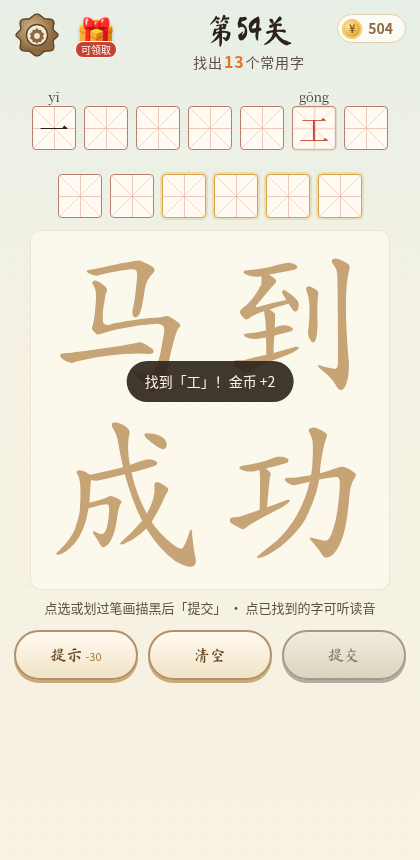 第54关
可领取
¥ 504
找出13个常用字
yī gōng
一 工
马到
找到「工」！金币 +2
成功
点选或划过笔画描黑后「提交」 · 点已找到的字可听读音
提示 -30 清空 提交